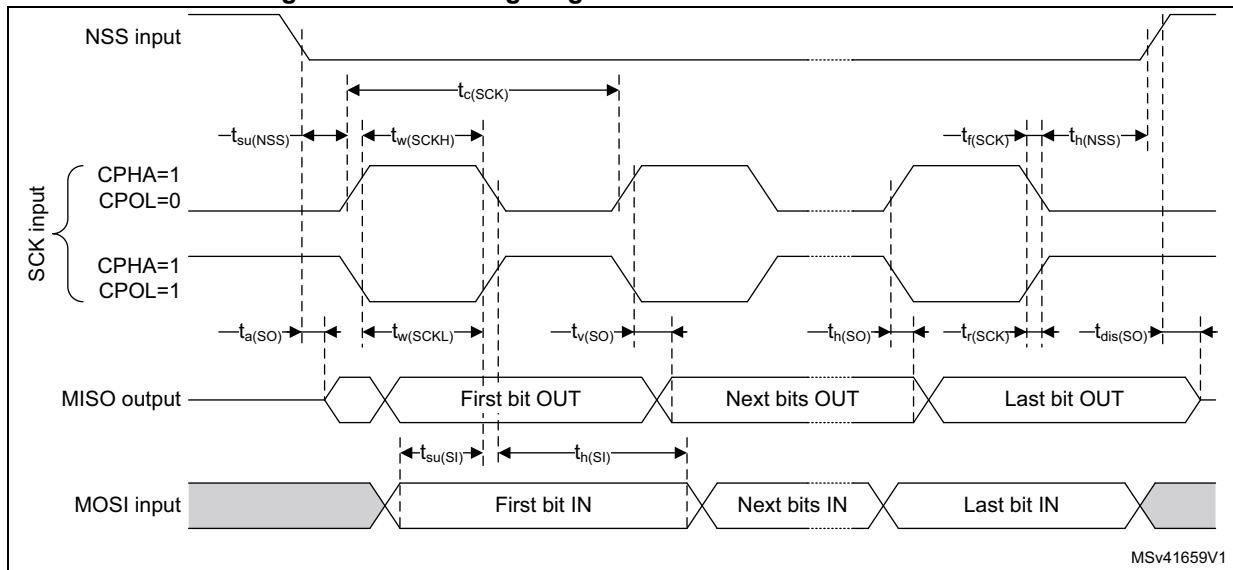 NSS input
tc(SCK)
tsu(NSS) tw(SCKH) tf(SCK) th(NSS)
SCK input
CPHA=1
CPOL=0
CPHA=1
CPOL=1
ta(SO) tw(SCKL) tv(SO) th(SO) tr(SCK) tdis(SO)
MISO output First bit OUT Next bits OUT Last bit OUT
tsu(SI) th(SI)
MOSI input First bit IN Next bits IN Last bit IN
MSv41659V1